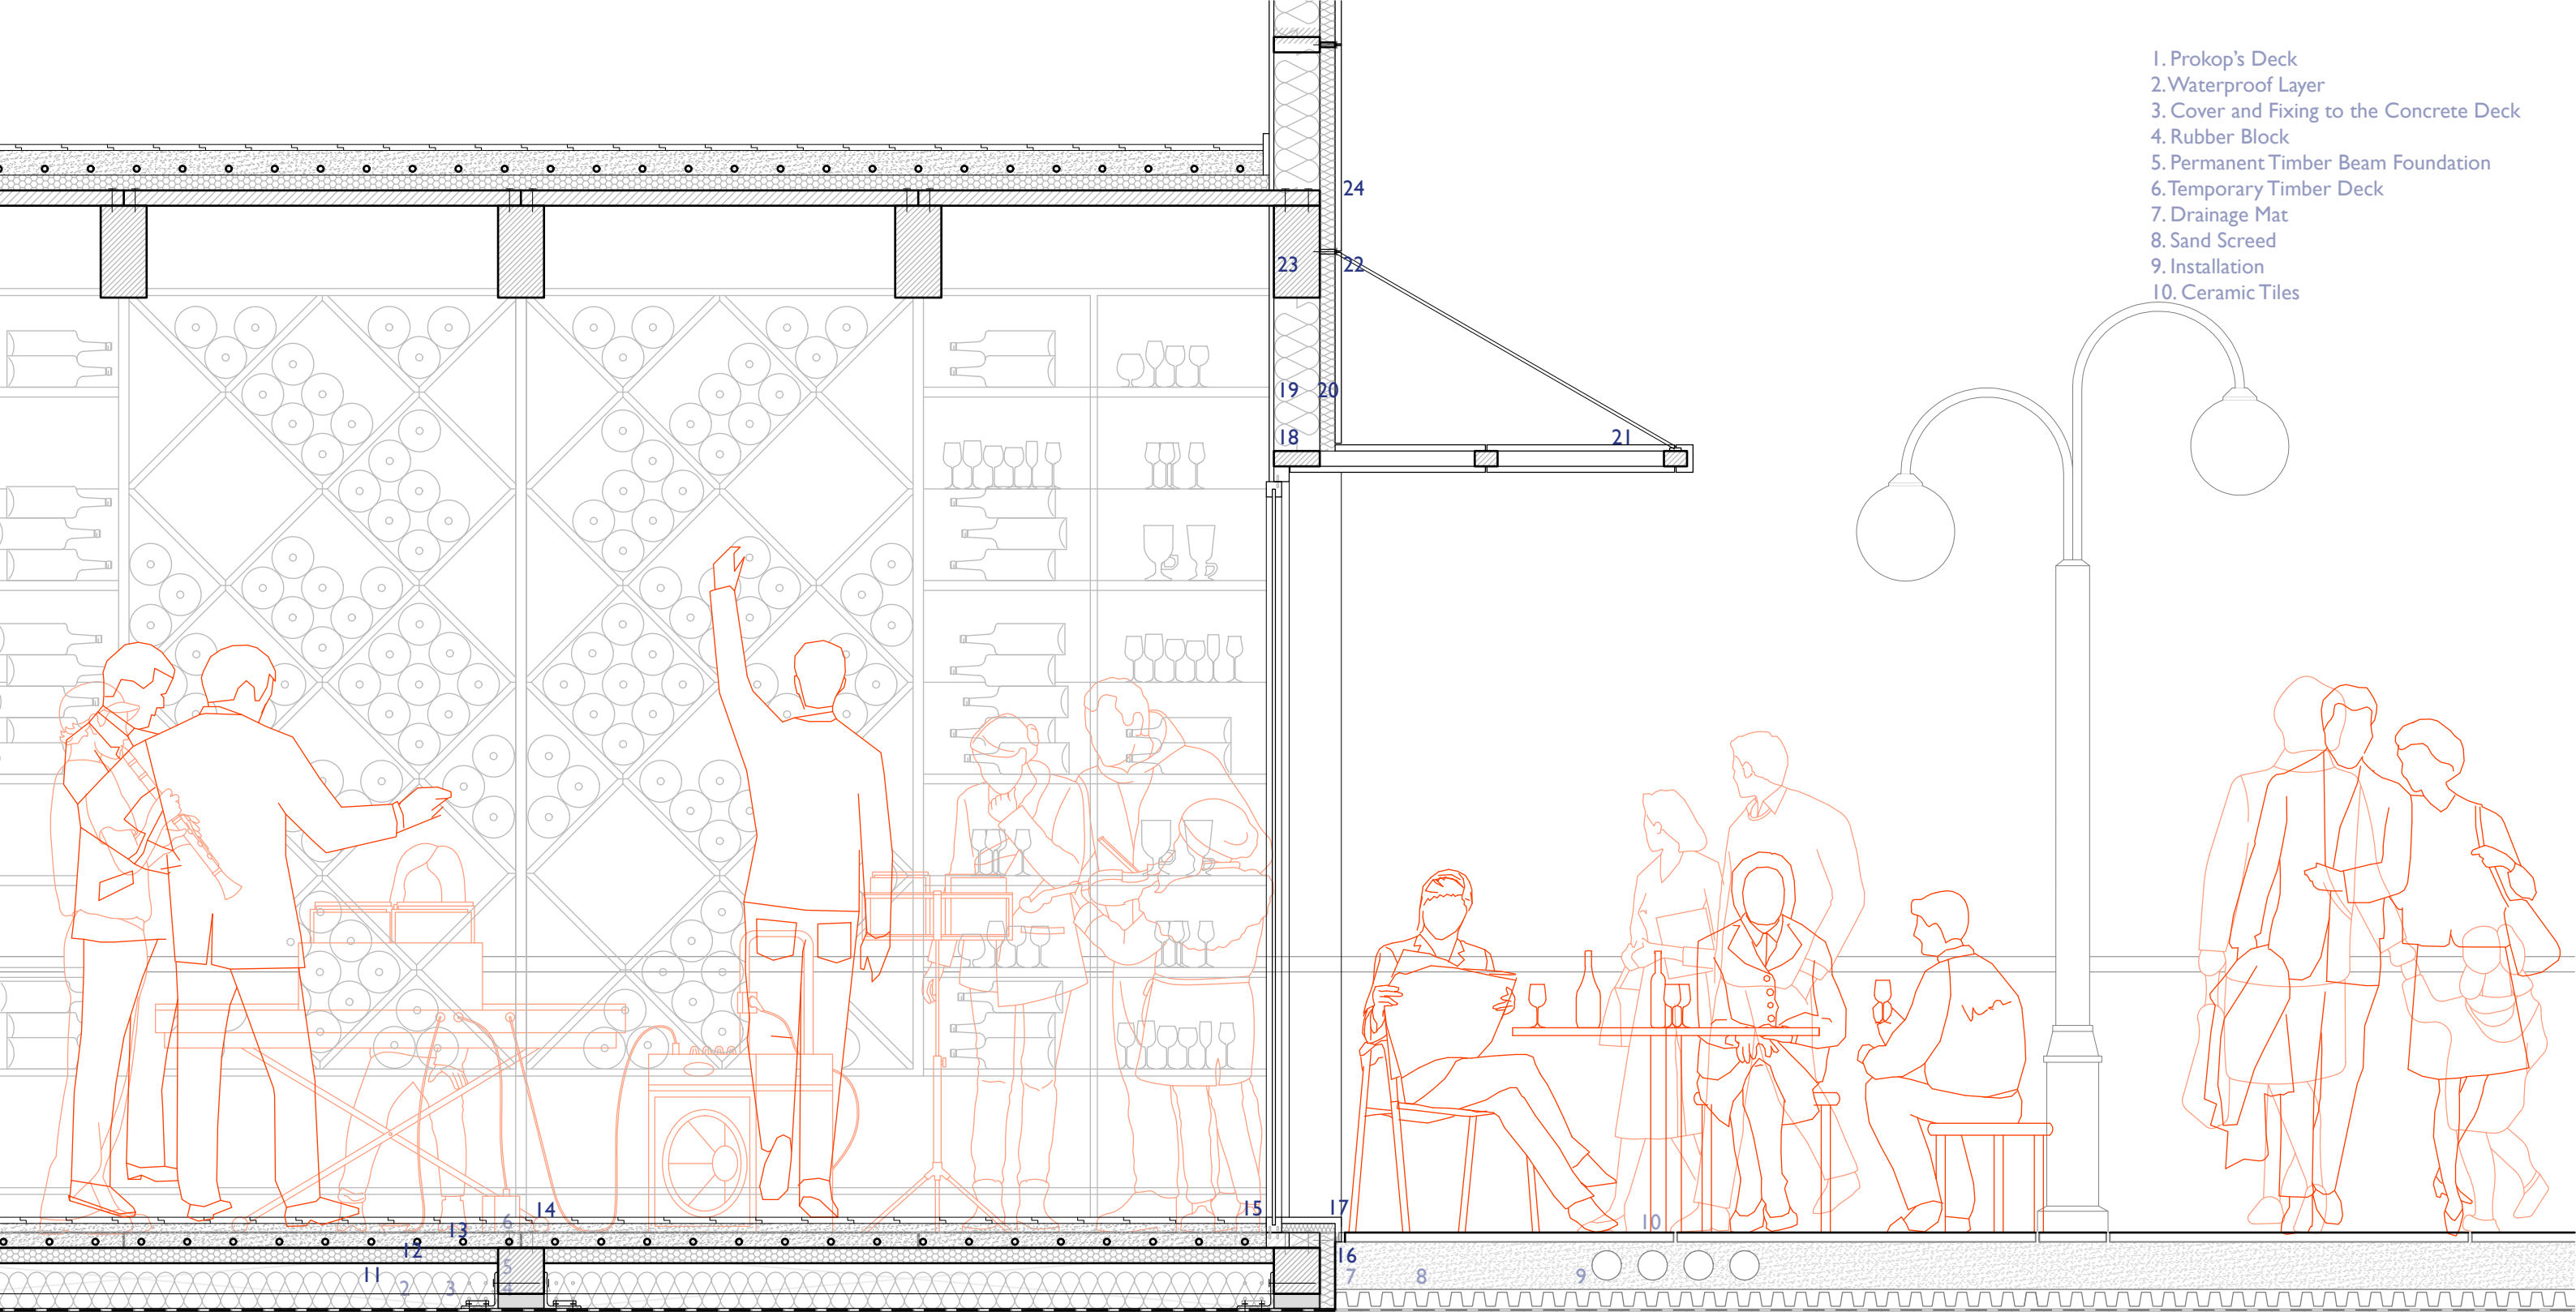 1. Prokop’s Deck
2. Waterproof Layer
3. Cover and Fixing to the Concrete Deck
4. Rubber Block
5. Permanent Timber Beam Foundation
6. Temporary Timber Deck
7. Drainage Mat
8. Sand Screed
9. Installation
10. Ceramic Tiles
24
23 22
19 20
18 21
14 15 17
6 13 10
12 16
11 5 7 8 9
2 3 4